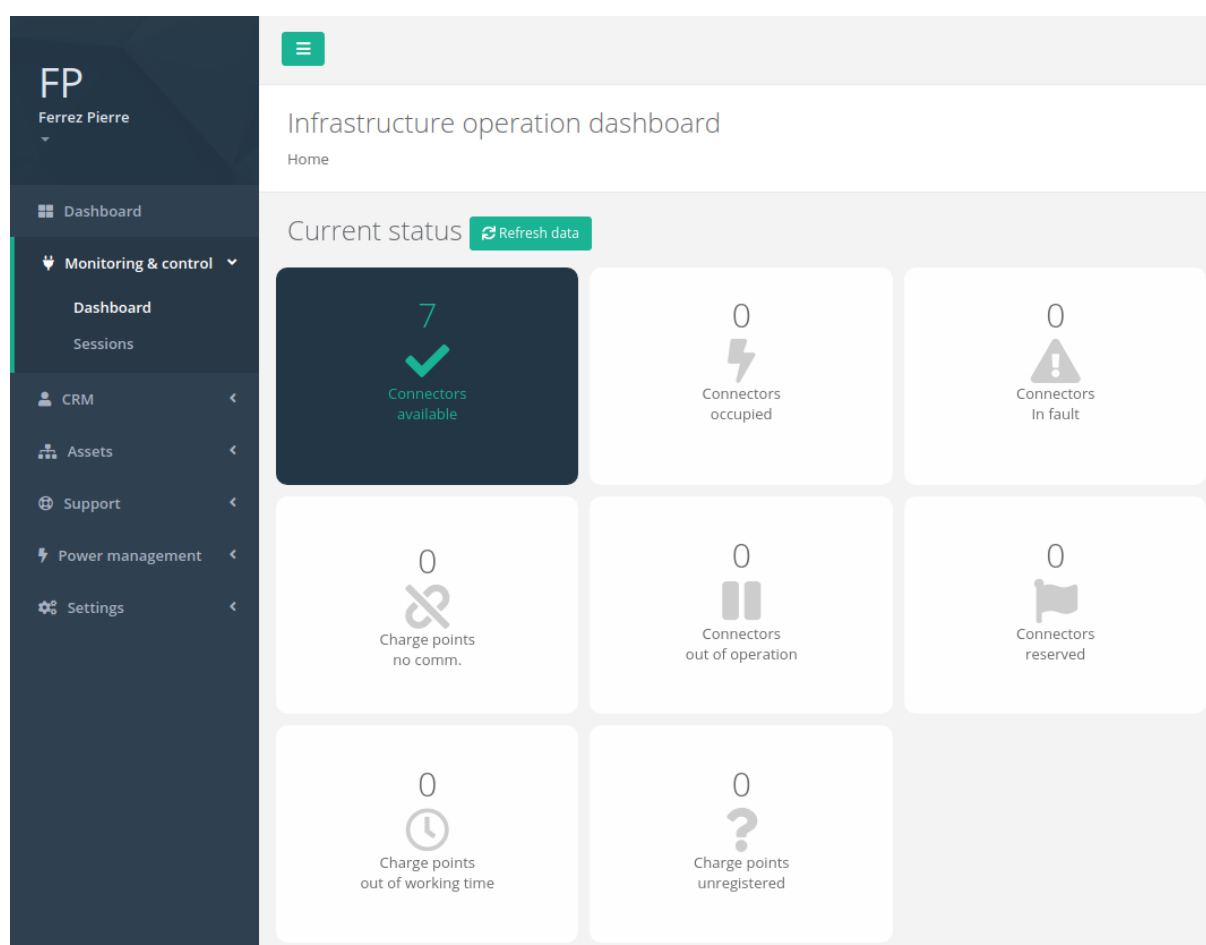 FP
Ferrez Pierre
Dashboard
Monitoring & control
Dashboard
Sessions
CRM
Assets
Support
Power management
Settings
Infrastructure operation dashboard
Home
Current status Refresh data
7
Connectors
available
0
Connectors
occupied
0
Connectors
In fault
0
Charge points
no comm.
0
Connectors
out of operation
0
Connectors
reserved
0
Charge points
out of working time
0
Charge points
unregistered